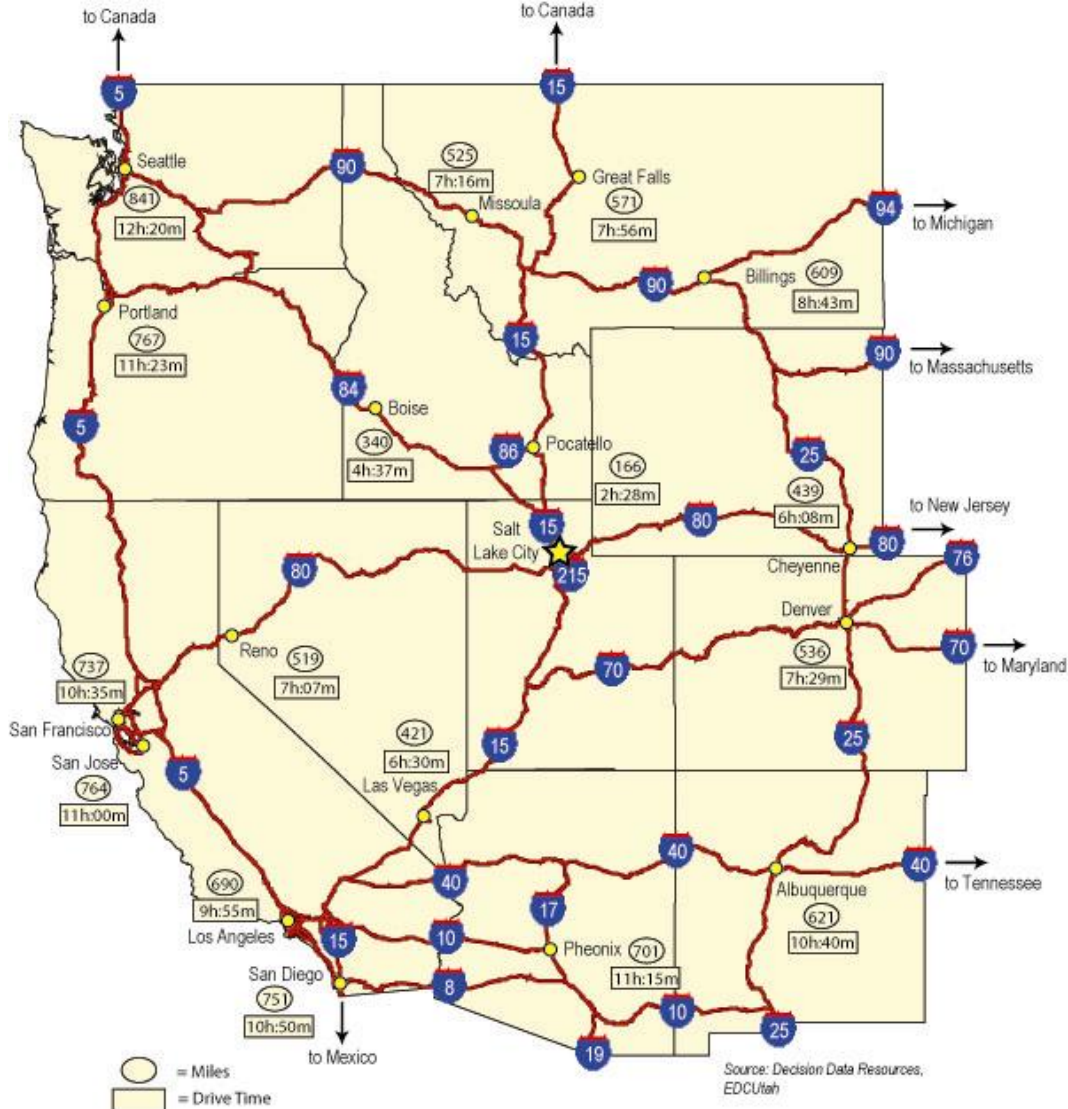 to Canada
to Canada
5
15
Seattle
841
12h:20m
90
525
7h:16m
Missoula
Great Falls
571
7h:56m
94
to Michigan
90
Billings
609
8h:43m
Portland
767
11h:23m
15
90
to Massachusetts
84
Boise
340
4h:37m
5
86
Pocatello
166
2h:28m
25
439
6h:08m
to New Jersey
80
15
Salt
Lake City
215
80
Cheyenne
80
76
Denver
Reno
519
7h:07m
70
536
7h:29m
70
to Maryland
737
10h:35m
San Francisco
San Jose
764
11h:00m
5
421
6h:30m
Las Vegas
15
25
40
40
Albuquerque
621
10h:40m
40
to Tennessee
690
9h:55m
Los Angeles
15
10
17
Pheonix
701
11h:15m
San Diego
751
10h:50m
8
10
25
19
to Mexico
= Miles
= Drive Time
Source: Decision Data Resources,
EDCUtah